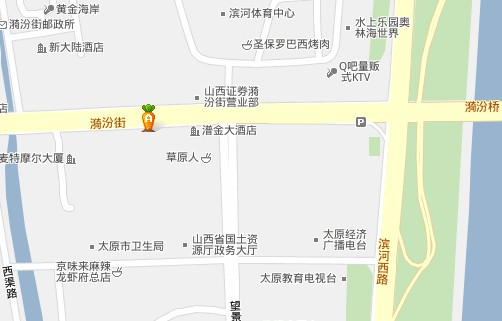 黄金海岸
漪汾街邮政所
滨河体育中心
水上乐园奥
林海世界
新大陆酒店
圣保罗巴西烤肉
Q吧量贩
式KTV
山西证券漪
汾街营业部
漪汾桥
店
漪汾街
A
潽金大酒店
P
麦特摩尔大厦
草原人
太原市卫生局
山西省国土资
源厅政务大厅
太原经济
广播电台
滨河西路
京味来麻辣
龙虾府总店
西渠路
太原教育电视台
望景